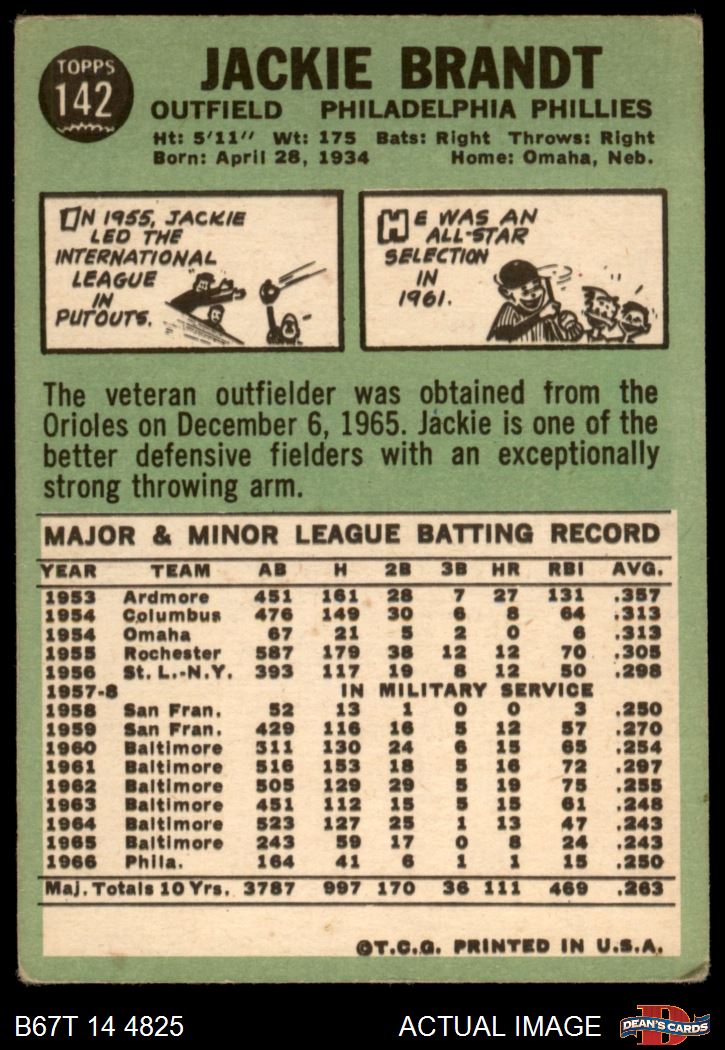 TOPPS
142
JACKIE BRANDT
OUTFIELD PHILADELPHIA PHILLIES
Ht: 5'11" Wt: 175 Bats: Right Throws: Right
Born: April 28, 1934 Home: Omaha, Neb.
IN 1955, JACKIE
LED THE
INTERNATIONAL
LEAGUE
IN
PUTOUTS.
HE WAS AN
ALL-STAR
SELECTION
IN
1961.
The veteran outfielder was obtained from the
Orioles on December 6, 1965. Jackie is one of the
better defensive fielders with an exceptionally
strong throwing arm.
MAJOR & MINOR LEAGUE BATTING RECORD
YEAR TEAM AB H 2B 3B HR RBI AVG.
1953 Ardmore 451 161 28 7 27 131 .357
1954 Columbus 476 149 30 6 8 64 .313
1954 Omaha 67 21 5 2 0 6 .313
1955 Rochester 587 179 38 12 12 70 .305
1956 St. L.-N.Y. 393 117 19 8 12 50 .298
1957-8 IN MILITARY SERVICE
1958 San Fran. 52 13 1 0 0 3 .250
1959 San Fran. 429 116 16 5 12 57 .270
1960 Baltimore 511 130 24 6 15 65 .254
1961 Baltimore 516 153 18 5 16 72 .297
1962 Baltimore 505 129 29 5 19 75 .255
1963 Baltimore 451 112 15 5 15 61 .248
1964 Baltimore 523 127 25 1 13 47 .243
1965 Baltimore 243 59 17 0 8 24 .243
1966 Phila. 164 41 6 1 1 15 .250
Maj. Totals 10 Yrs. 3787 997 170 36 111 469 .263
©T.C.G. PRINTED IN U.S.A.
B67T 14 4825 ACTUAL IMAGE
D
DEAN'S CARDS